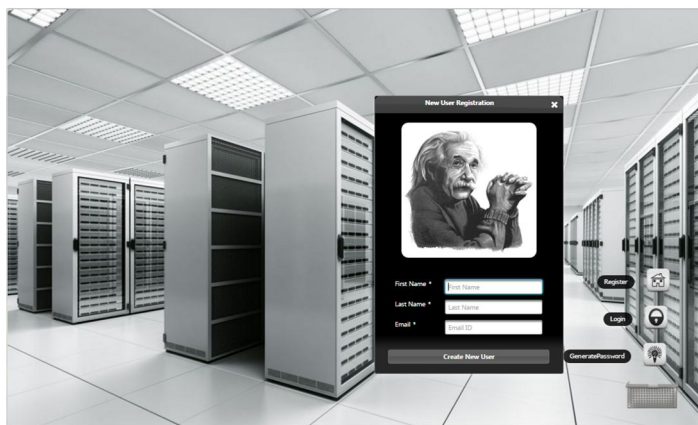 New User Registration
First Name *
First Name
Last Name *
Last Name
Email *
Email ID
Create New User
Register
Login
GeneratePassword